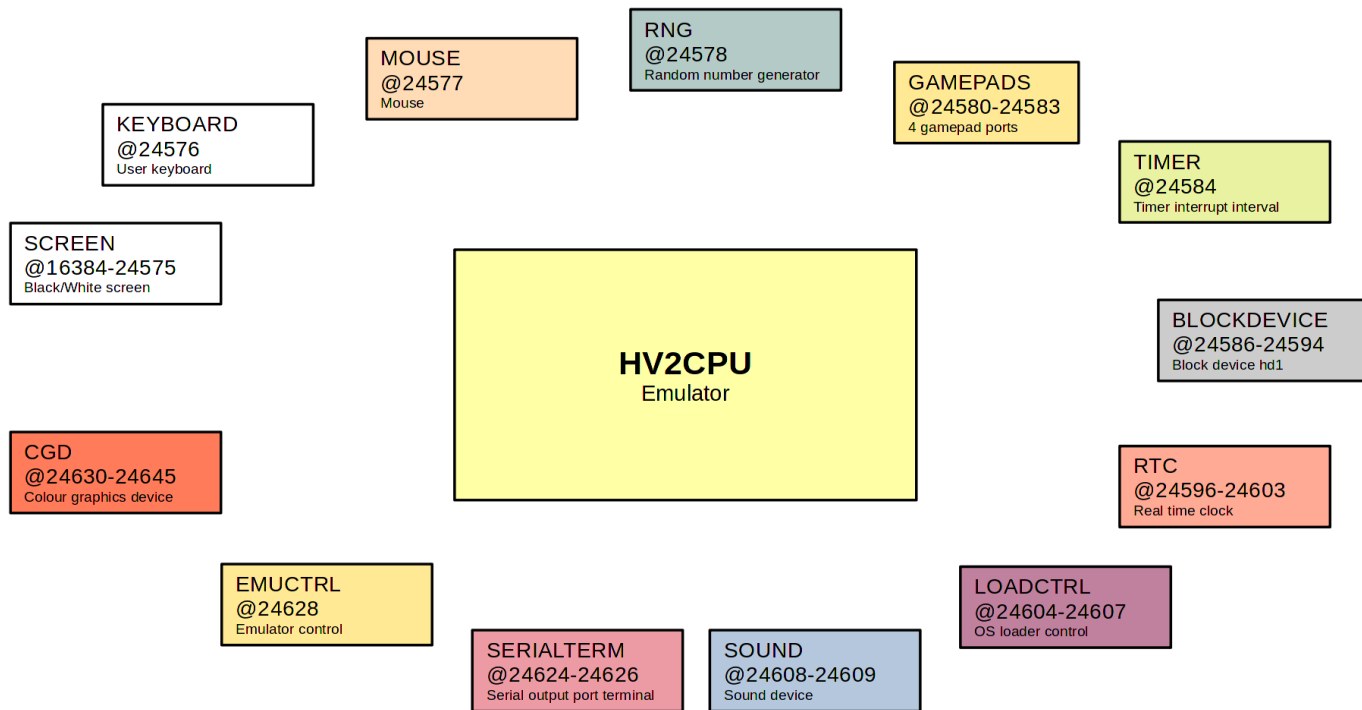 RNG
@24578
Random number generator
MOUSE
@24577
Mouse
GAMEPADS
@24580-24583
4 gamepad ports
KEYBOARD
@24576
User keyboard
TIMER
@24584
Timer interrupt interval
SCREEN
@16384-24575
Black/White screen
BLOCKDEVICE
@24586-24594
Block device hd1
HV2CPU
Emulator
CGD
@24630-24645
Colour graphics device
RTC
@24596-24603
Real time clock
EMUCTRL
@24628
Emulator control
LOADCTRL
@24604-24607
OS loader control
SERIALTERM
@24624-24626
Serial output port terminal
SOUND
@24608-24609
Sound device